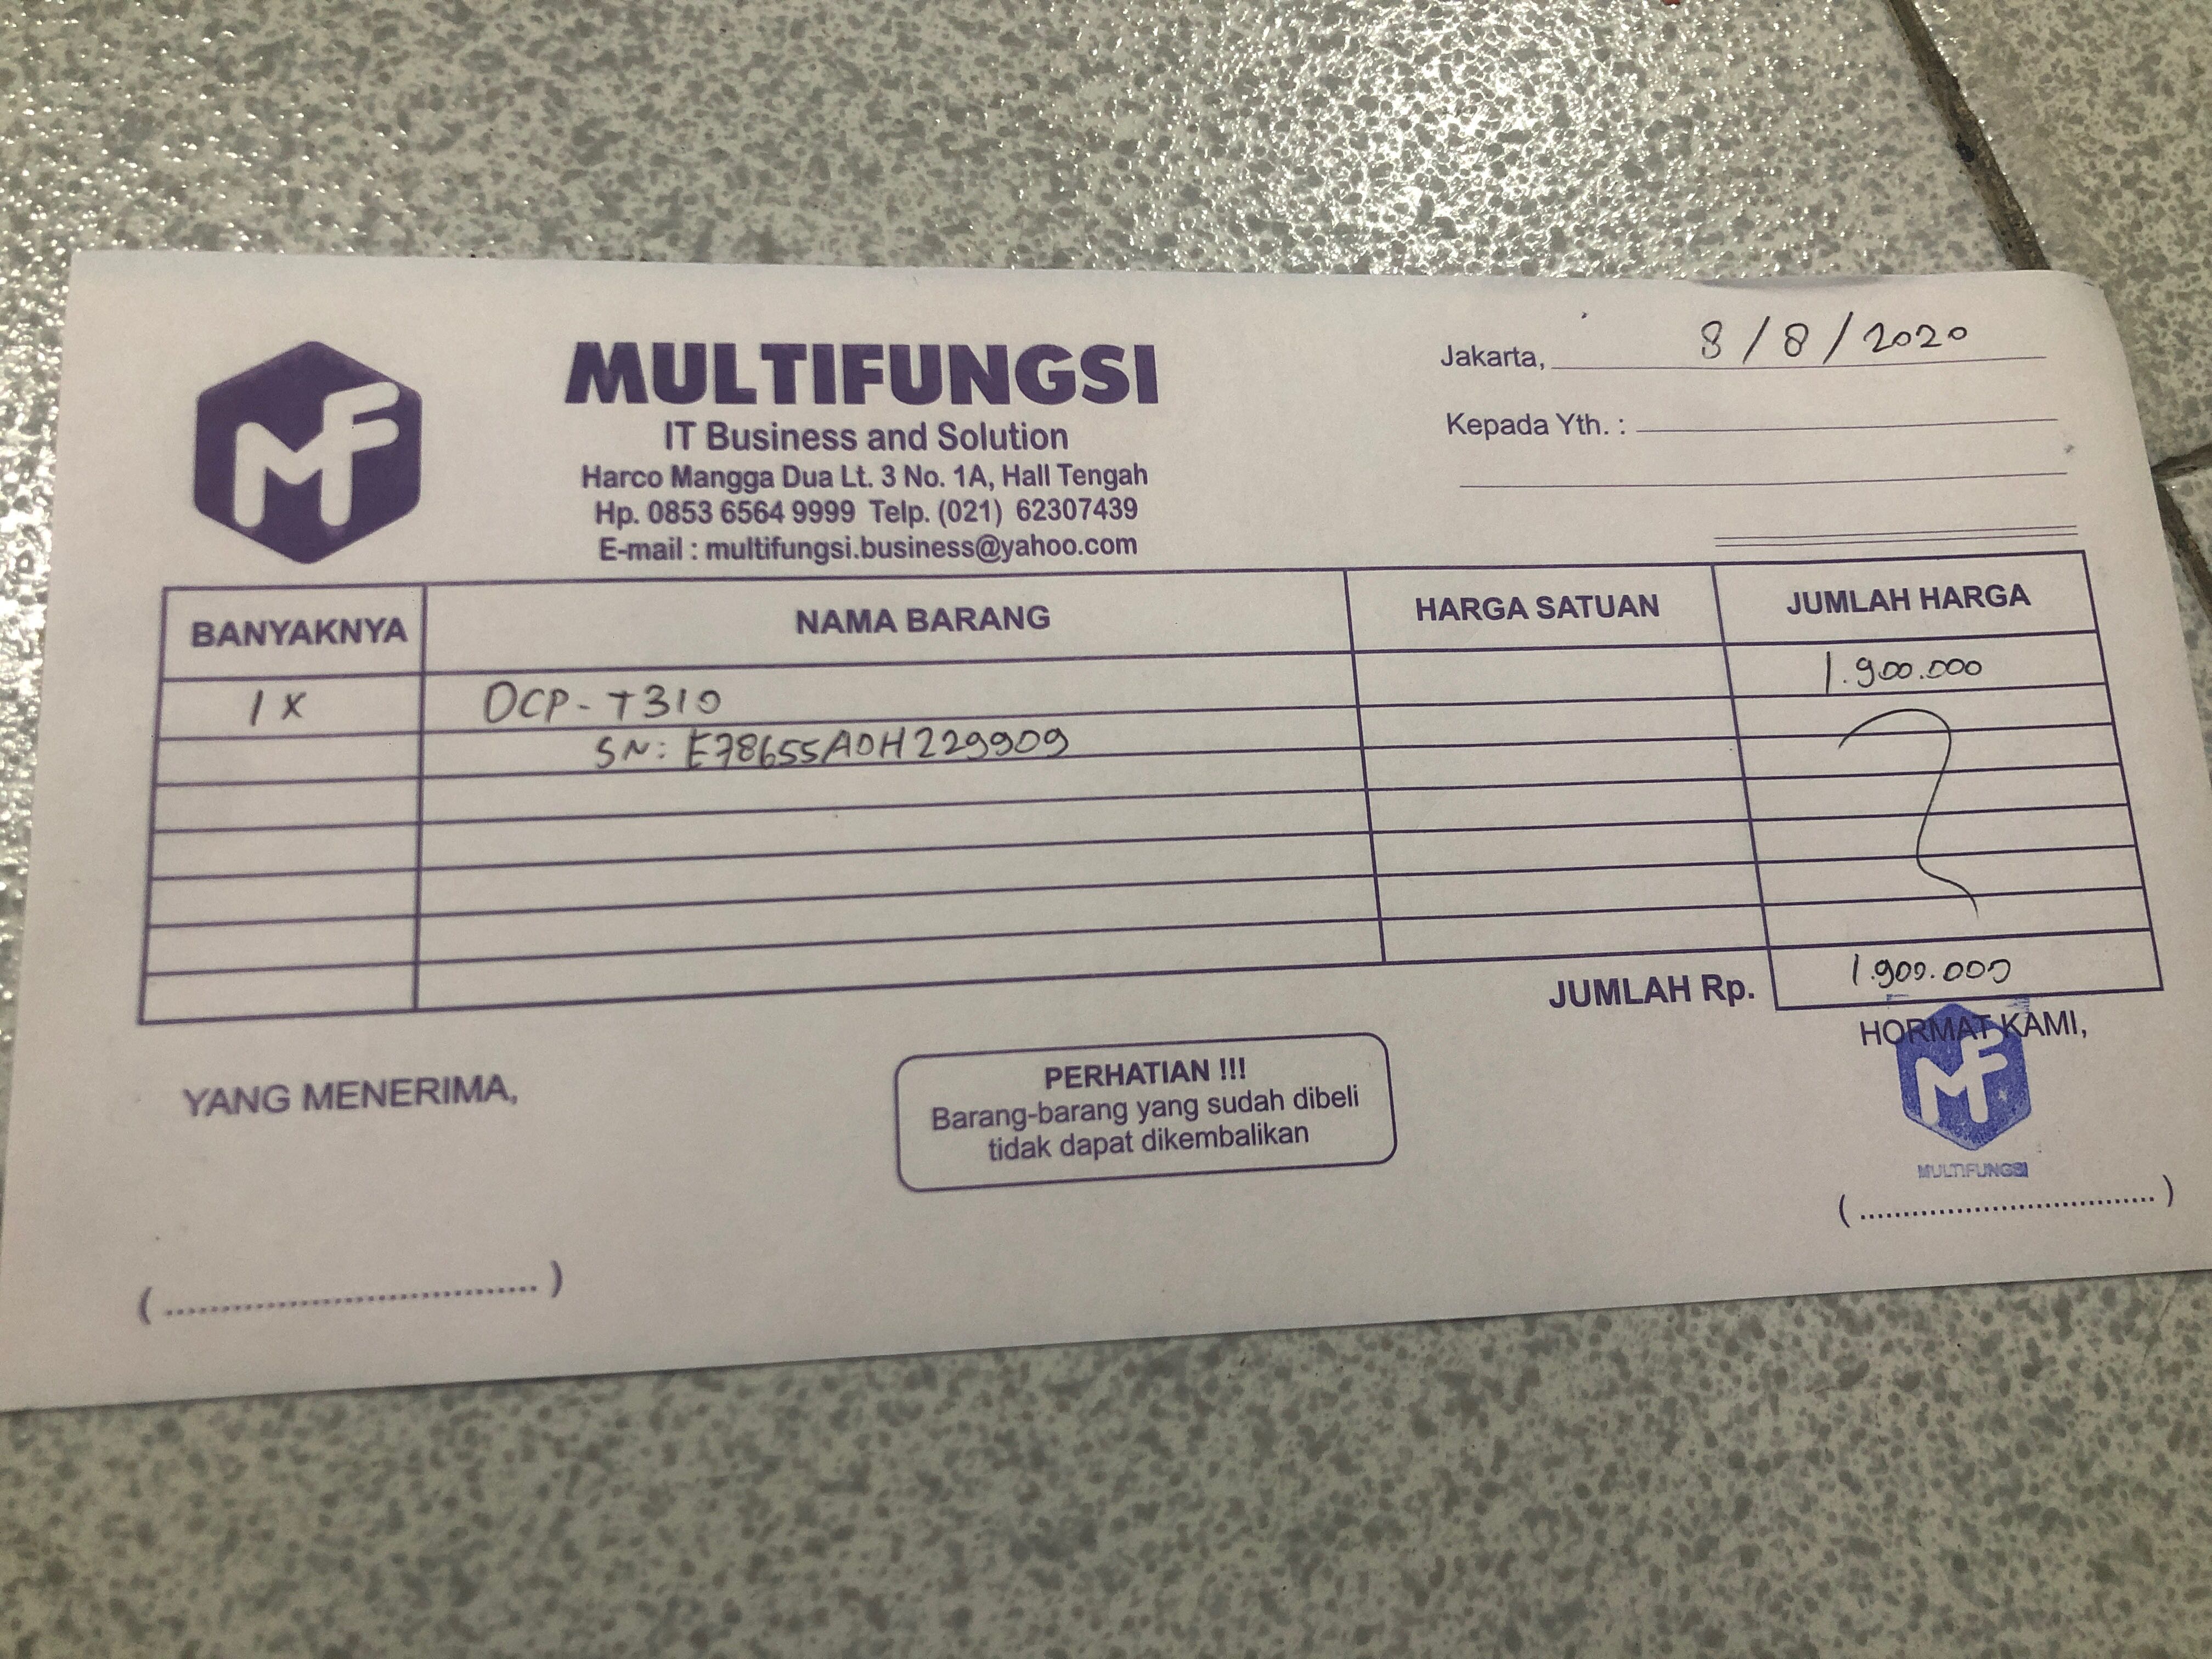 MF
MULTIFUNGSI
IT Business and Solution
Harco Mangga Dua Lt. 3 No. 1A, Hall Tengah
Hp. 0853 6564 9999 Telp. (021) 62307439
E-mail : multifungsi.business@yahoo.com
Jakarta, 8/8/2020
Kepada Yth. :
BANYAKNYA NAMA BARANG HARGA SATUAN JUMLAH HARGA
1 X DCP-T310 1.900.000
SN: E78655A0H229909
JUMLAH Rp. 1.900.000
YANG MENERIMA,
(.................................)
PERHATIAN !!!
Barang-barang yang sudah dibeli
tidak dapat dikembalikan
HORMAT KAMI,
MF
MULTIFUNGSI
(.................................)